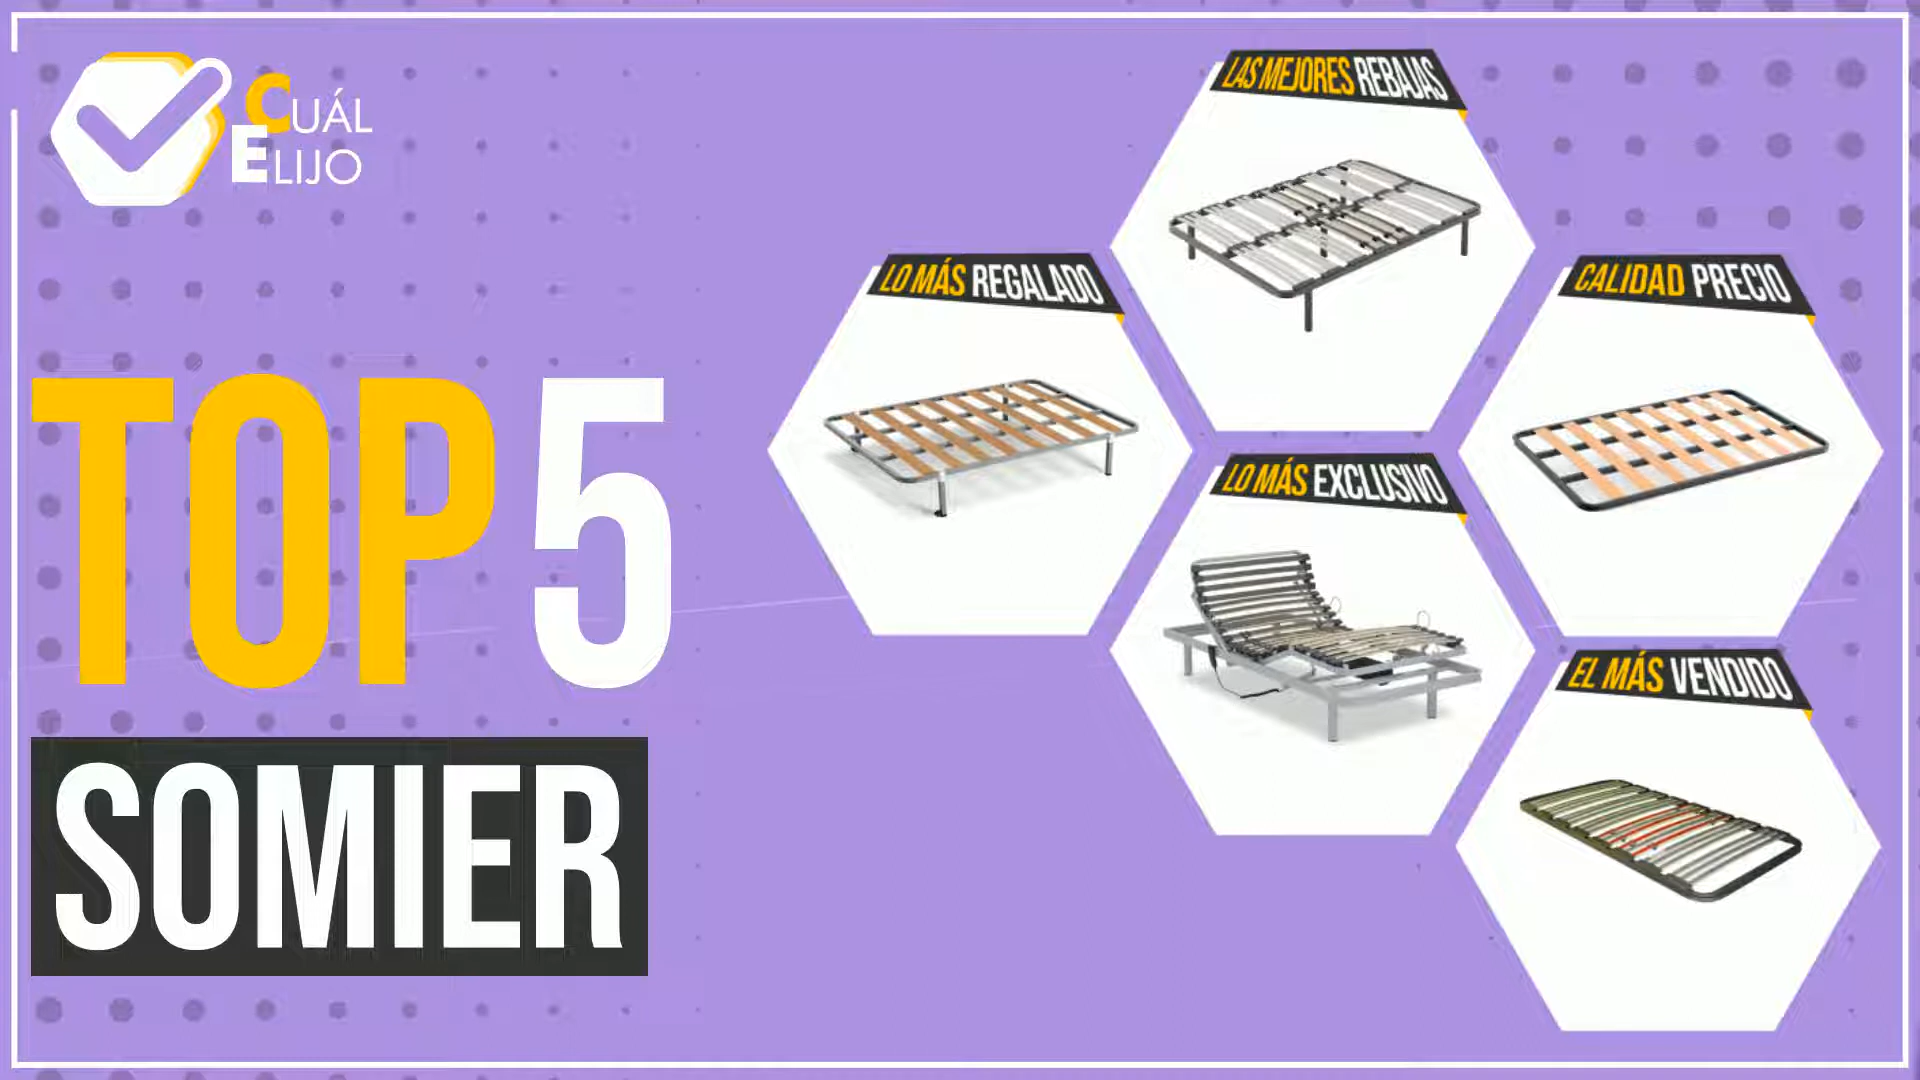 CUÁL
ELIJO
TOP 5
SOMIER
LAS MEJORES REBAJAS
LO MÁS REGALADO
CALIDAD PRECIO
LO MÁS EXCLUSIVO
EL MÁS VENDIDO